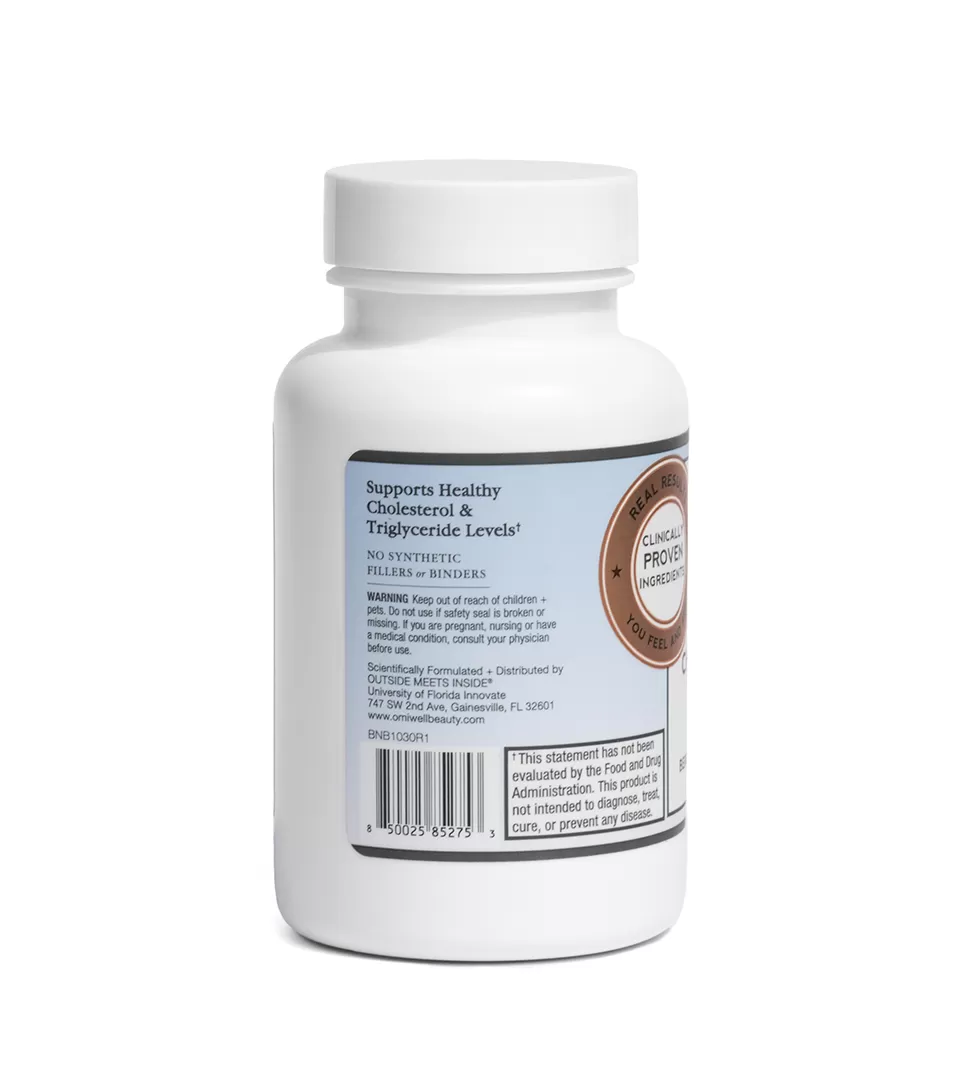 Supports Healthy
Cholesterol &
Triglyceride Levels†
NO SYNTHETIC
FILLERS or BINDERS
WARNING Keep out of reach of children +
pets. Do not use if safety seal is broken or
missing. If you are pregnant, nursing or have
a medical condition, consult your physician
before use.
Scientifically Formulated + Distributed by
OUTSIDE MEETS INSIDE®
University of Florida Innovate
747 SW 2nd Ave, Gainesville, FL 32601
www.omiwellbeauty.com
BNB1030R1
8 50025 85275 3
†This statement has not been
evaluated by the Food and Drug
Administration. This product is
not intended to diagnose, treat,
cure, or prevent any disease.
REAL
CLINICALLY
PROVEN
INGREDIENTS
YOU FEEL